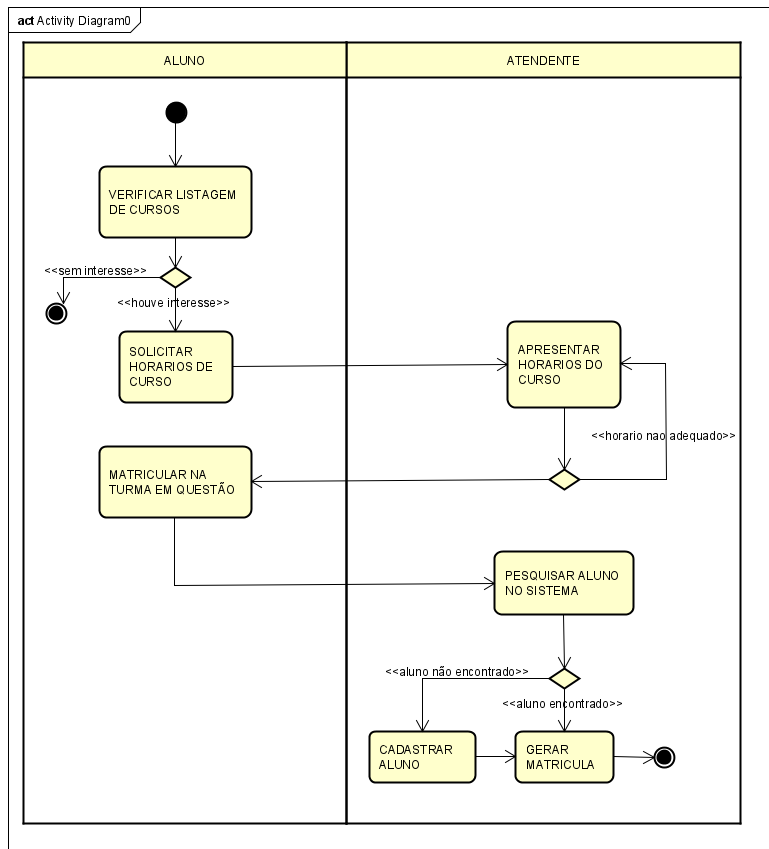 act Activity Diagram0
ALUNO
ATENDENTE
VERIFICAR LISTAGEM
DE CURSOS
<<sem interesse>>
<<houve interesse>>
SOLICITAR
HORARIOS DE
CURSO
APRESENTAR
HORARIOS DO
CURSO
<<horario nao adequado>>
MATRICULAR NA
TURMA EM QUESTÃO
PESQUISAR ALUNO
NO SISTEMA
<<aluno não encontrado>>
<<aluno encontrado>>
CADASTRAR
ALUNO
GERAR
MATRICULA